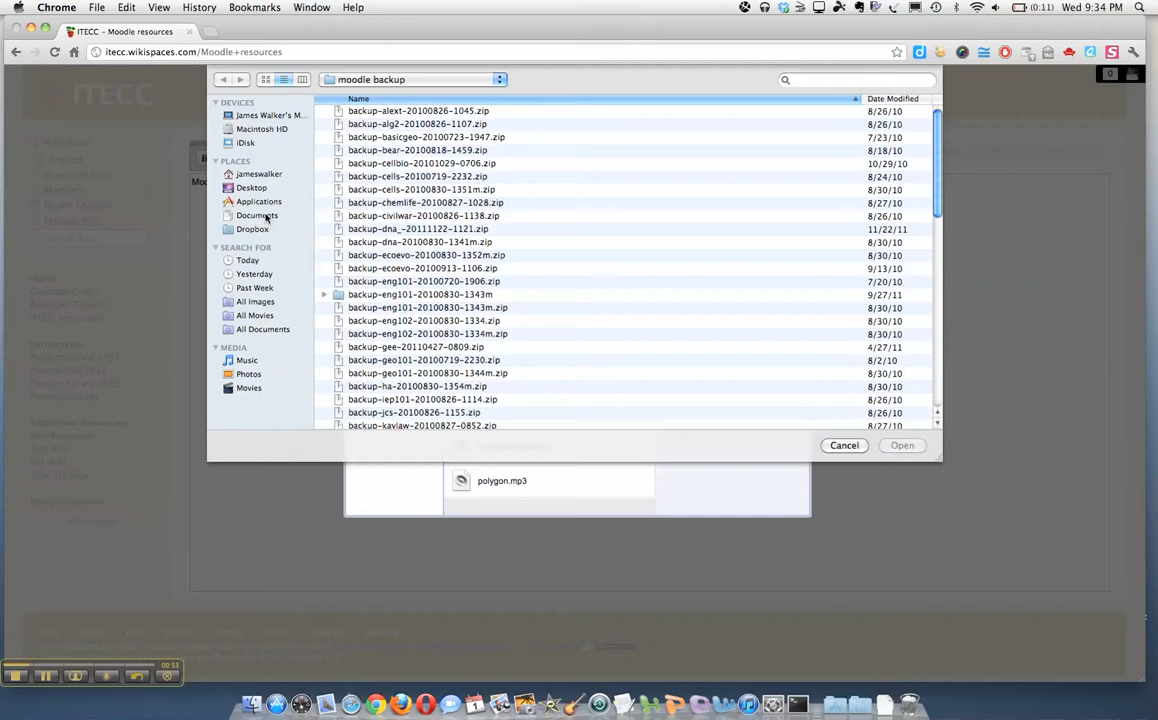 Chrome File Edit View History Bookmarks Window Help (0:11) Wed 9:34 PM
ITECC - Moodle resources
itecc.wikispaces.com/Moodle+resources
ITECC
0
moodle backup
DEVICES
James Walker's M...
Macintosh HD
iDisk
PLACES
jameswalker
Desktop
Applications
Documents
Dropbox
SEARCH FOR
Today
Yesterday
Past Week
All Images
All Movies
All Documents
MEDIA
Music
Photos
Movies
Name Date Modified
backup-alext-20100826-1045.zip 8/26/10
backup-alg2-20100826-1107.zip 8/26/10
backup-basicgeo-20100723-1947.zip 7/23/10
backup-bear-20100818-1459.zip 8/18/10
backup-cellbio-20101029-0706.zip 10/29/10
backup-cells-20100719-2232.zip 8/24/10
backup-cells-20100830-1351m.zip 8/30/10
backup-chemlife-20100827-1028.zip 8/27/10
backup-civilwar-20100826-1138.zip 8/26/10
backup-dna_-20111122-1121.zip 11/22/11
backup-dna-20100830-1341m.zip 8/30/10
backup-ecoevo-20100830-1352m.zip 8/30/10
backup-ecoevo-20100913-1106.zip 9/13/10
backup-eng101-20100720-1906.zip 7/20/10
backup-eng101-20100830-1343m 9/27/11
backup-eng101-20100830-1343m.zip 8/30/10
backup-eng102-20100830-1334.zip 8/30/10
backup-eng102-20100830-1334m.zip 8/30/10
backup-gee-20110427-0809.zip 4/27/11
backup-geo101-20100719-2230.zip 8/2/10
backup-geo101-20100830-1344m.zip 8/30/10
backup-ha-20100830-1354m.zip 8/30/10
backup-iep101-20100826-1114.zip 8/26/10
backup-jcs-20100826-1155.zip 8/26/10
backup-kaylaw-20100827-0852.zip 8/27/10
Cancel Open
polygon.mp3
00:53